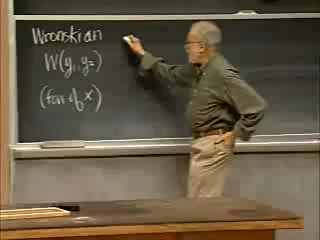 Wronskian
W(y₁, y₂)
(fcn of x)